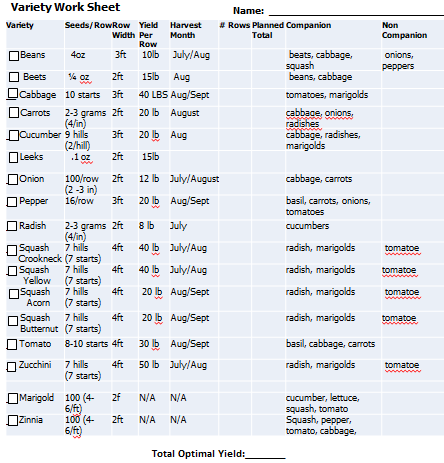 Variety Work Sheet
Name:
Variety Seeds/Row Row Width Yield Per Row Harvest Month # Rows Planned Total Companion Non Companion
Beans 4oz 3ft 10lb July/Aug beats, cabbage, squash onions, peppers
Beets ¼ oz 2ft 15lb Aug beans, cabbage
Cabbage 10 starts 3ft 40 LBS Aug/Sept tomatoes, marigolds
Carrots 2-3 grams (4/in) 2ft 20 lb August cabbage, onions, radishes
Cucumber 9 hills (2/hill) 3ft 20 lb Aug cabbage, radishes, marigolds
Leeks .1 oz 2ft 15lb
Onion 100/row (2 -3 in) 2ft 12 lb July/August cabbage, carrots
Pepper 16/row 3ft 20 lb Aug/Sept basil, carrots, onions, tomatoes
Radish 2-3 grams (4/in) 2ft 8 lb July cucumbers
Squash Crookneck 7 hills (7 starts) 4ft 40 lb July/Aug radish, marigolds tomatoe
Squash Yellow 7 hills (7 starts) 4ft 40 lb July/Aug radish, marigolds tomatoe
Squash Acorn 7 hills (7 starts) 4ft 20 lb Aug/Sept radish, marigolds tomatoe
Squash Butternut 7 hills (7 starts) 4ft 20 lb Aug/Sept radish, marigolds tomatoe
Tomato 8-10 starts 4ft 30 lb Aug/Sept basil, cabbage, carrots
Zucchini 7 hills (7 starts) 4ft 50 lb July/Aug radish, marigolds tomatoe
Marigold 100 (4-6/ft) 2f N/A N/A cucumber, lettuce, squash, tomato
Zinnia 100 (4-6/ft) 2ft N/A N/A Squash, pepper, tomato, cabbage,
Total Optimal Yield: